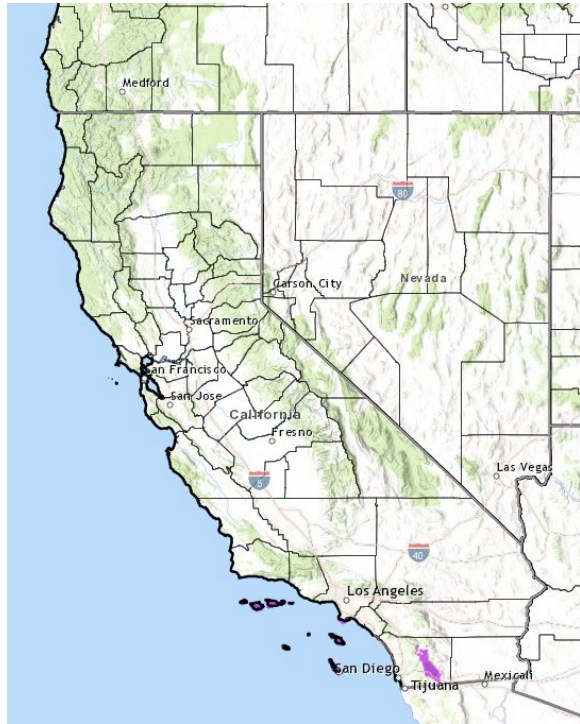 Medford
80
Nevada
Carson City
Sacramento
San Francisco
San Jose
California
Fresno
Las Vegas
5
40
Los Angeles
San Diego
Mexicali
Tijuana